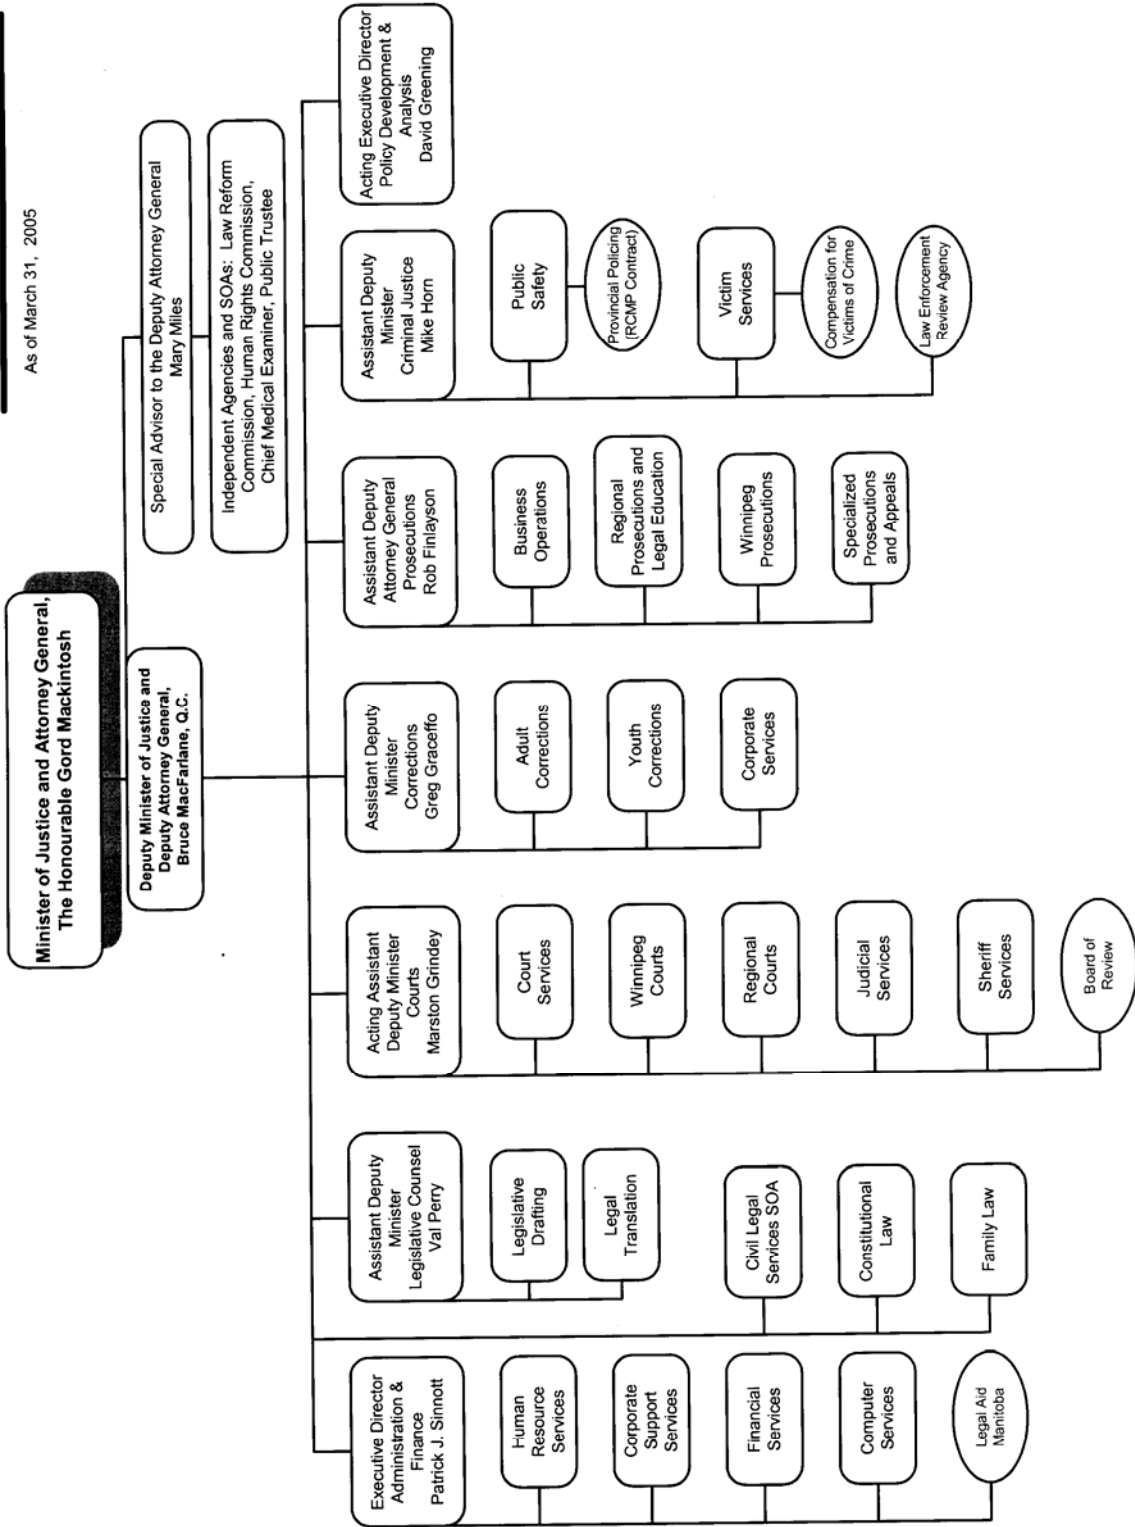 As of March 31, 2005
Minister of Justice and Attorney General,
The Honourable Gord Mackintosh
Deputy Minister of Justice and
Deputy Attorney General,
Bruce MacFarlane, Q.C.
Special Advisor to the Deputy Attorney General
Mary Miles
Independent Agencies and SOAs: Law Reform
Commission, Human Rights Commission,
Chief Medical Examiner, Public Trustee
Executive Director
Administration &
Finance
Patrick J. Sinnott
Human
Resource
Services
Corporate
Support
Services
Financial
Services
Computer
Services
Legal Aid
Manitoba
Assistant Deputy
Minister
Legislative Counsel
Val Perry
Legislative
Drafting
Legal
Translation
Civil Legal
Services SOA
Constitutional
Law
Family Law
Acting Assistant
Deputy Minister
Courts
Marston Grindey
Court
Services
Winnipeg
Courts
Regional
Courts
Judicial
Services
Sheriff
Services
Board of
Review
Assistant Deputy
Minister
Corrections
Greg Graceffo
Adult
Corrections
Youth
Corrections
Corporate
Services
Assistant Deputy
Attorney General
Prosecutions
Rob Finlayson
Business
Operations
Regional
Prosecutions and
Legal Education
Winnipeg
Prosecutions
Specialized
Prosecutions
and Appeals
Assistant Deputy
Minister
Criminal Justice
Mike Horn
Public
Safety
Provincial Policing
(RCMP Contract)
Victim
Services
Compensation for
Victims of Crime
Law Enforcement
Review Agency
Acting Executive Director
Policy Development &
Analysis
David Greening